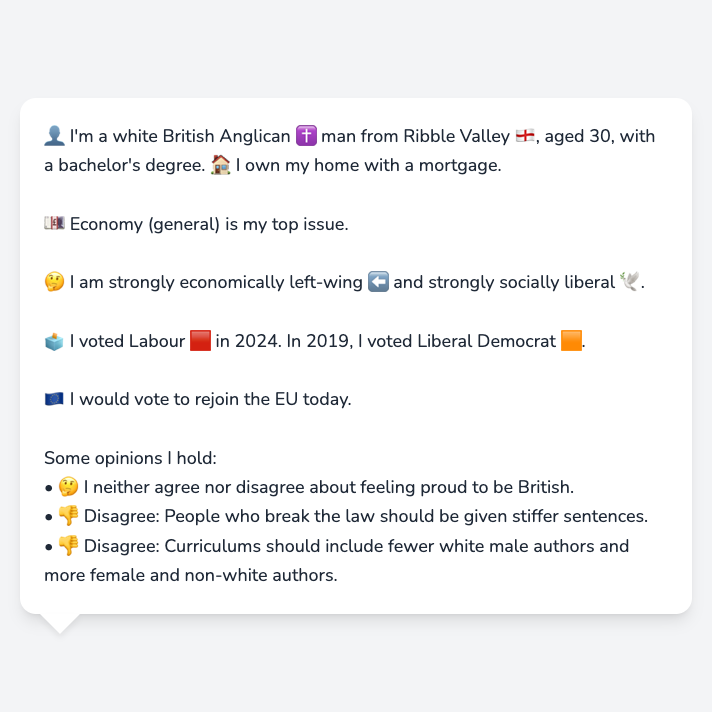 👤 I'm a white British Anglican ✝️ man from Ribble Valley 🏴󠁧󠁢󠁥󠁮󠁧󠁿, aged 30, with
a bachelor's degree. 🏠 I own my home with a mortgage.
💷 Economy (general) is my top issue.
🤔 I am strongly economically left-wing ⬅️ and strongly socially liberal 🕊️.
🗳️ I voted Labour 🟥 in 2024. In 2019, I voted Liberal Democrat 🟧.
🇪🇺 I would vote to rejoin the EU today.
Some opinions I hold:
• 🤔 I neither agree nor disagree about feeling proud to be British.
• 👎 Disagree: People who break the law should be given stiffer sentences.
• 👎 Disagree: Curriculums should include fewer white male authors and
more female and non-white authors.